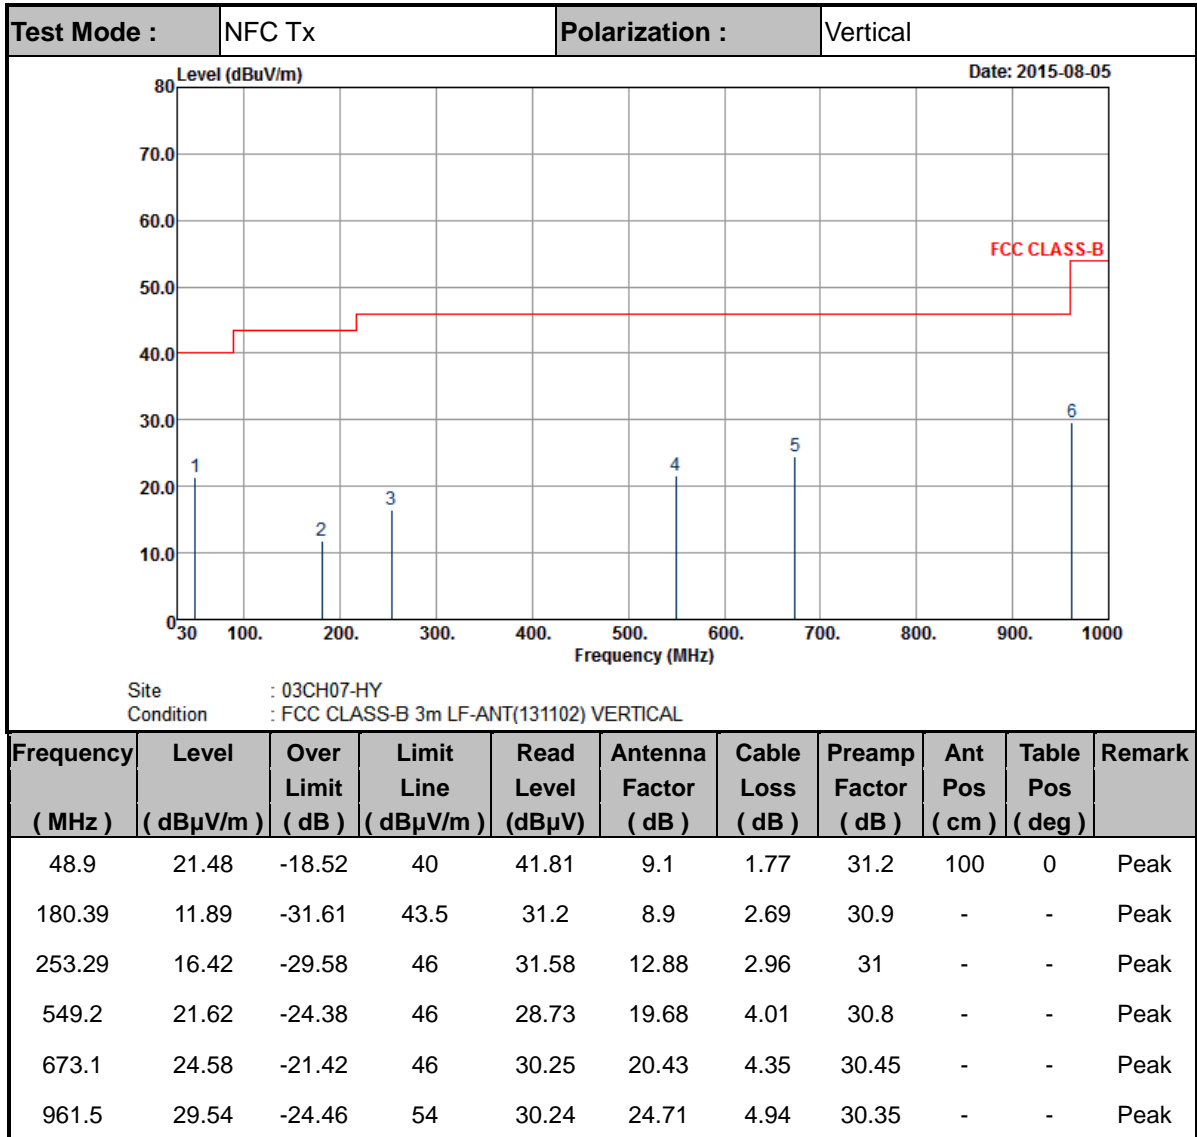 Test Mode : NFC Tx Polarization : Vertical
Level (dBuV/m) Date: 2015-08-05
80
70.0
60.0
FCC CLASS-B
50.0
40.0
30.0
6
5
1 4
20.0
3
2
10.0
0
30 100. 200. 300. 400. 500. 600. 700. 800. 900. 1000
Frequency (MHz)
Site : 03CH07-HY
Condition : FCC CLASS-B 3m LF-ANT(131102) VERTICAL
Frequency Level Over Limit Read Antenna Cable Preamp Ant Table Remark
Limit Line Level Factor Loss Factor Pos Pos
( MHz ) ( dBµV/m ) ( dB ) ( dBµV/m ) (dBµV) ( dB ) ( dB ) ( dB ) ( cm ) ( deg )
48.9 21.48 -18.52 40 41.81 9.1 1.77 31.2 100 0 Peak
180.39 11.89 -31.61 43.5 31.2 8.9 2.69 30.9 - - Peak
253.29 16.42 -29.58 46 31.58 12.88 2.96 31 - - Peak
549.2 21.62 -24.38 46 28.73 19.68 4.01 30.8 - - Peak
673.1 24.58 -21.42 46 30.25 20.43 4.35 30.45 - - Peak
961.5 29.54 -24.46 54 30.24 24.71 4.94 30.35 - - Peak